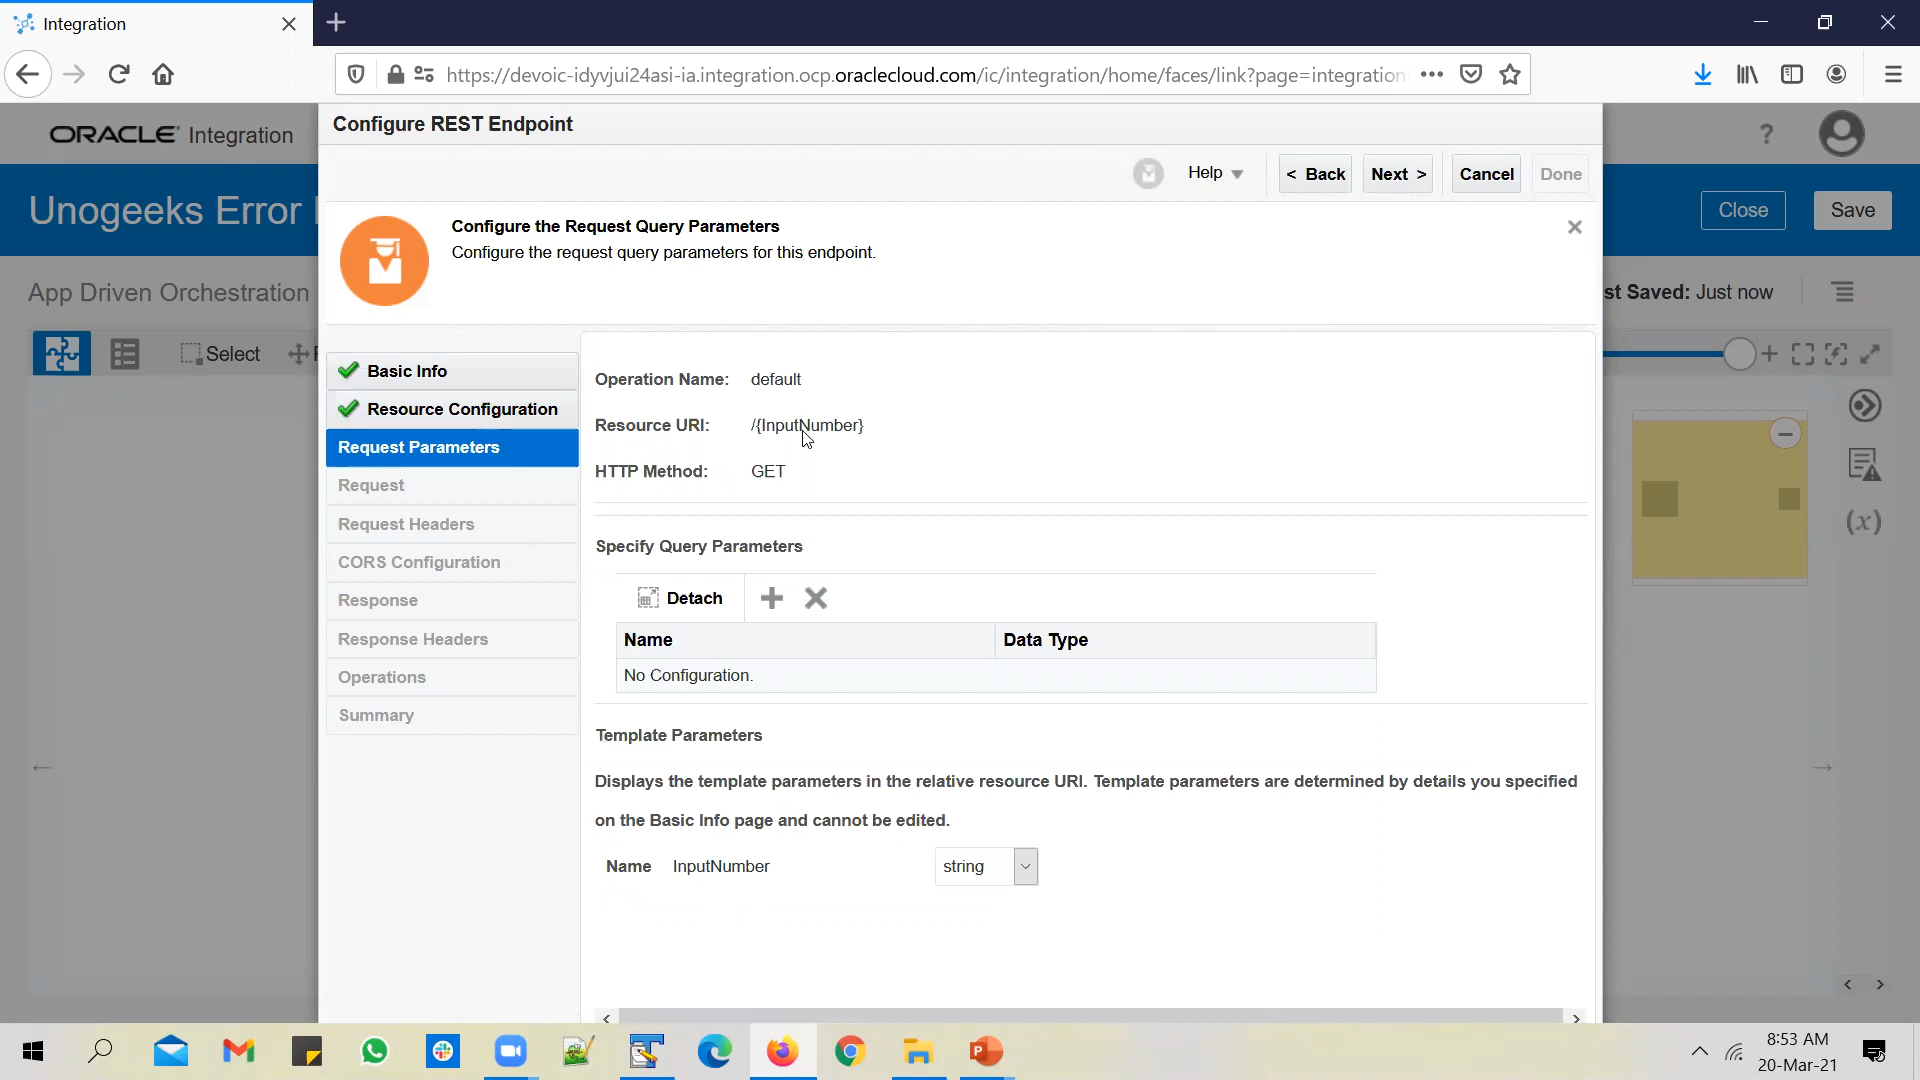 Integration
https://devoic-idyvjui24asi-ia.integration.ocp.oraclecloud.com/ic/integration/home/faces/link?page=integration
ORACLE Integration
Configure REST Endpoint
Help
< Back
Next >
Cancel
Done
Unogeeks Error
Close
Save
Configure the Request Query Parameters
Configure the request query parameters for this endpoint.
App Driven Orchestration
st Saved: Just now
Select
Basic Info
Resource Configuration
Request Parameters
Request
Request Headers
CORS Configuration
Response
Response Headers
Operations
Summary
Operation Name: default
Resource URI: /{InputNumber}
HTTP Method: GET
Specify Query Parameters
Detach
Name Data Type
No Configuration.
Template Parameters
Displays the template parameters in the relative resource URI. Template parameters are determined by details you specified
on the Basic Info page and cannot be edited.
Name InputNumber string
(x)
8:53 AM
20-Mar-21